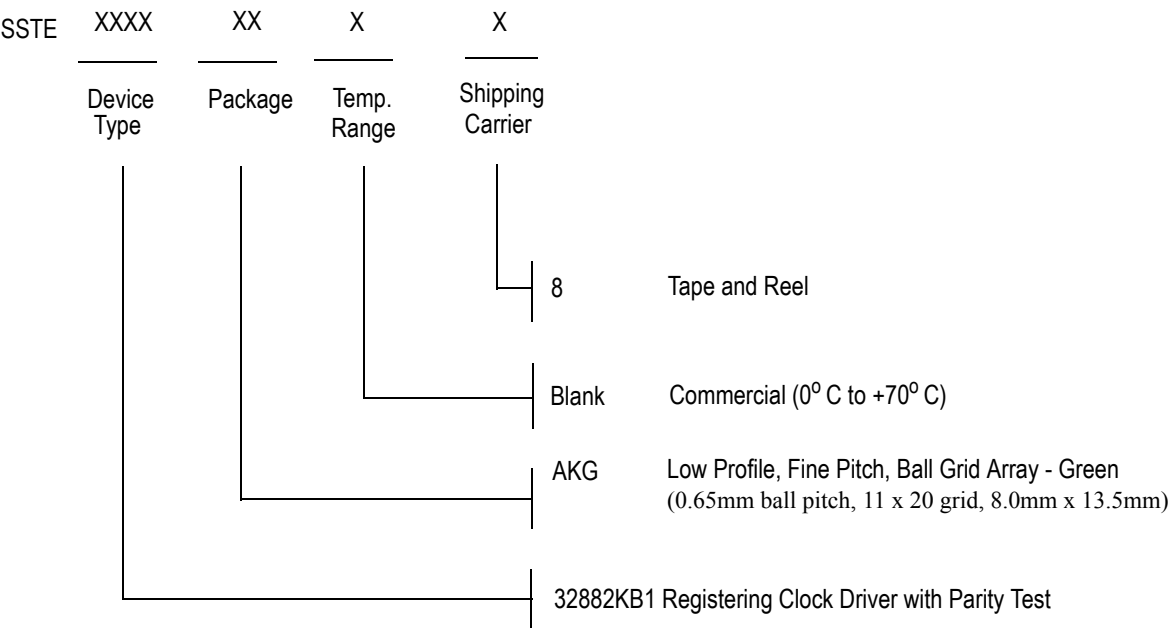 SSTE XXXX XX X X
Device Type
Package
Temp. Range
Shipping Carrier
8 Tape and Reel
Blank Commercial (0º C to +70º C)
AKG Low Profile, Fine Pitch, Ball Grid Array - Green
(0.65mm ball pitch, 11 x 20 grid, 8.0mm x 13.5mm)
32882KB1 Registering Clock Driver with Parity Test